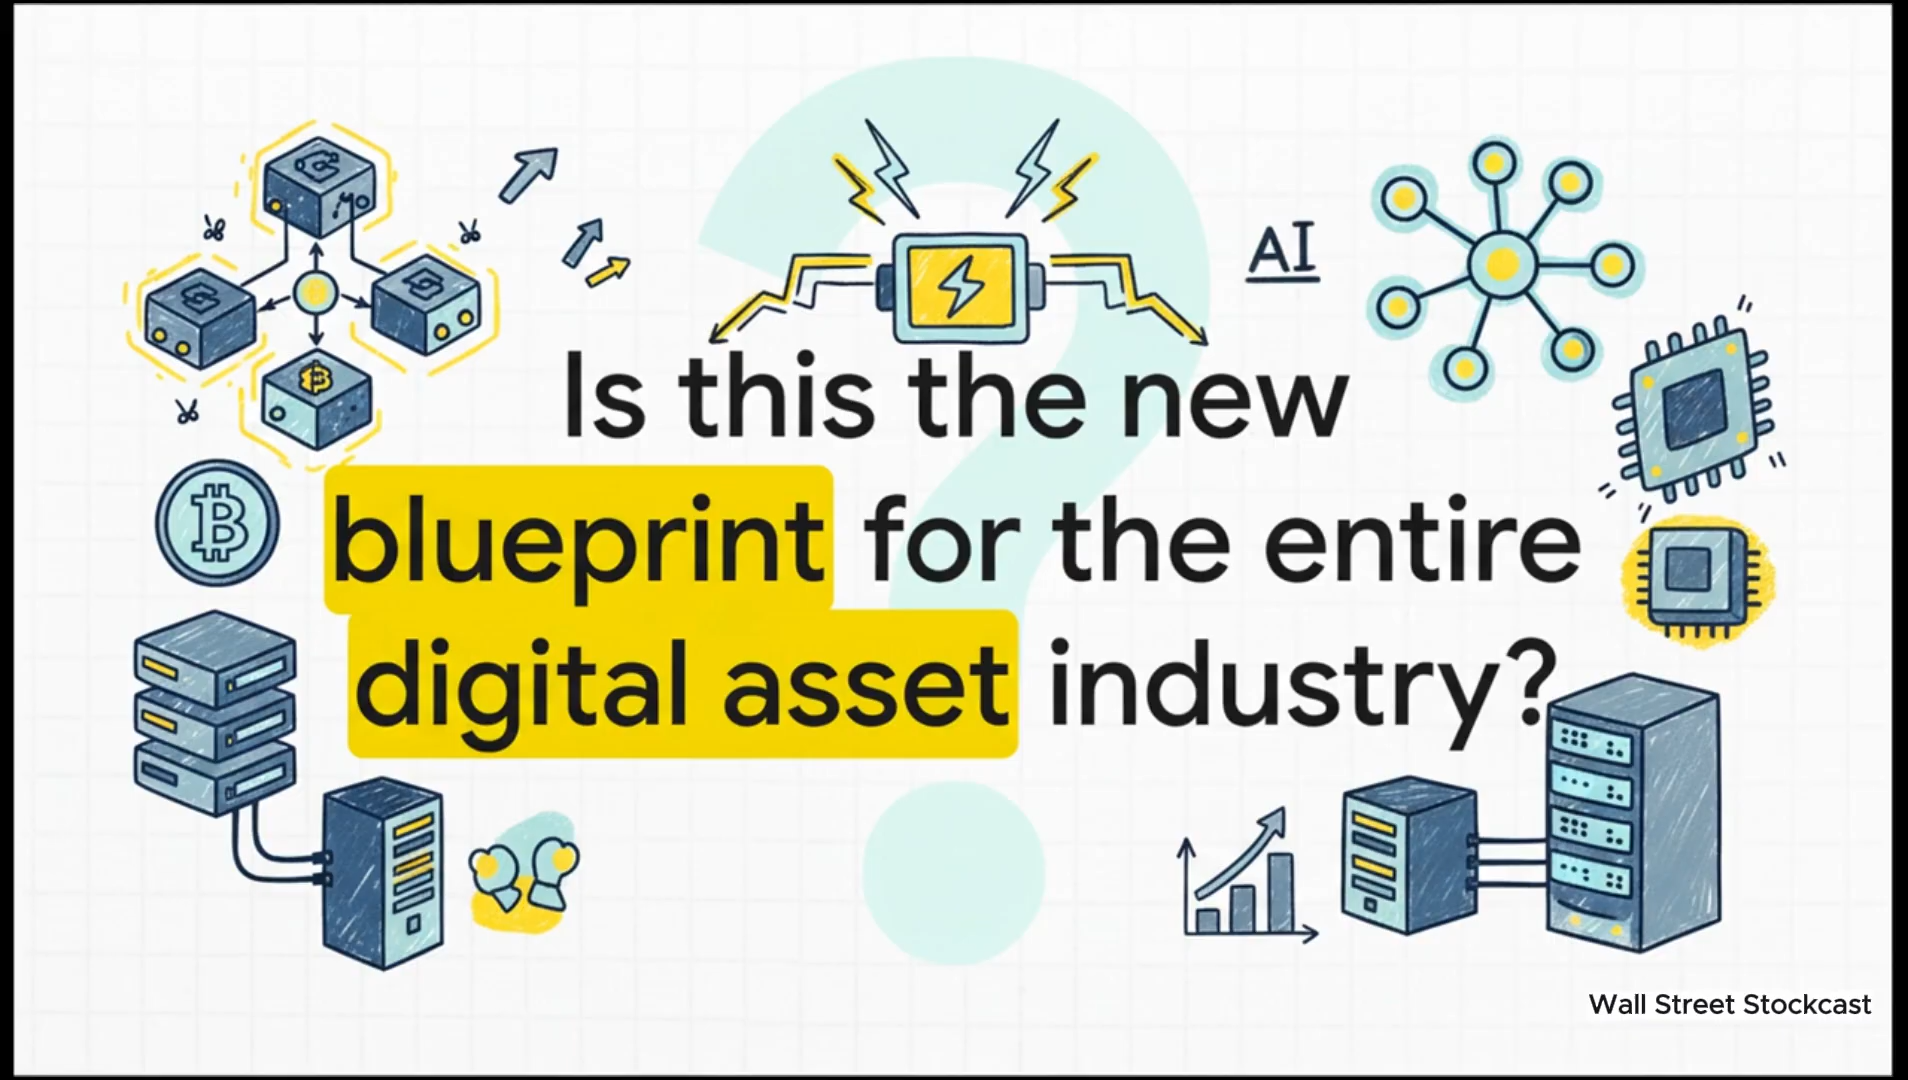 AI
Is this the new
blueprint for the entire
digital asset industry?
Wall Street Stockcast